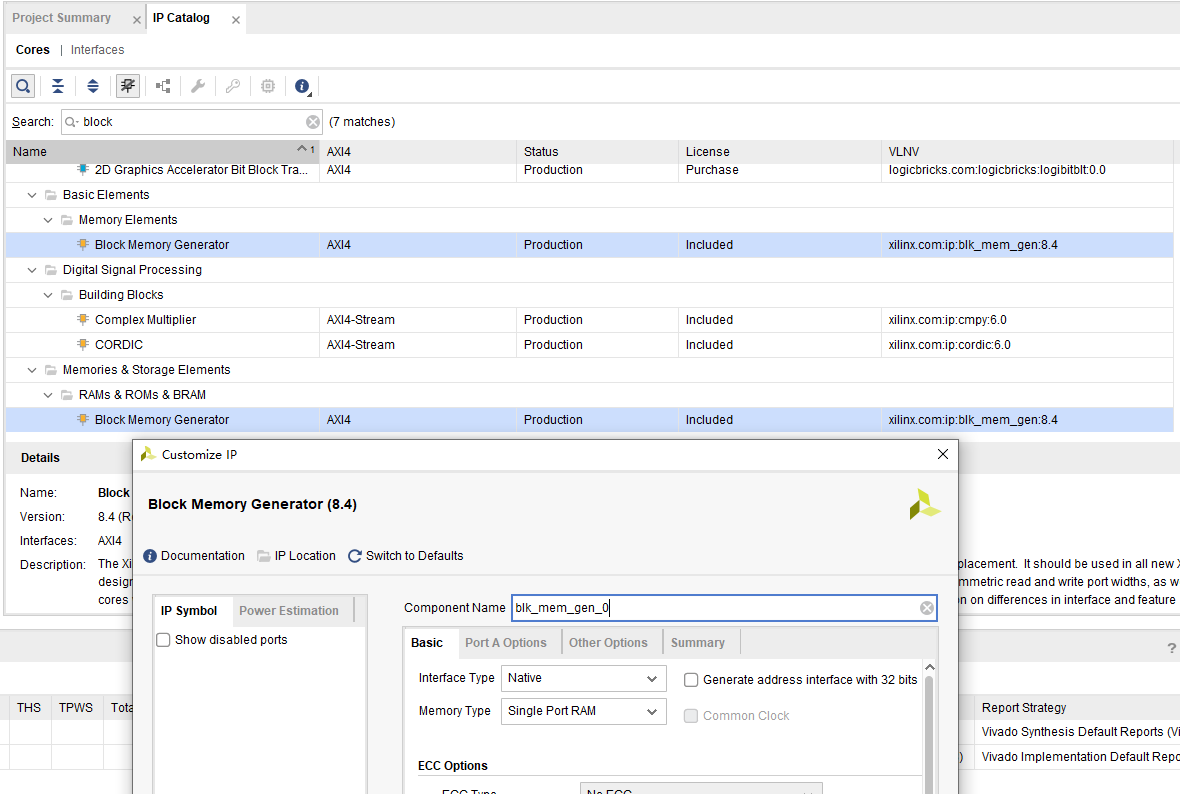 Project Summary IP Catalog
Cores | Interfaces
Search: block (7 matches)
Name 1 AXI4 Status License VLNV
2D Graphics Accelerator Bit Block Tra... AXI4 Production Purchase logicbricks.com:logicbricks:logibitblt:0.0
Basic Elements
Memory Elements
Block Memory Generator AXI4 Production Included xilinx.com:ip:blk_mem_gen:8.4
Digital Signal Processing
Building Blocks
Complex Multiplier AXI4-Stream Production Included xilinx.com:ip:cmpy:6.0
CORDIC AXI4-Stream Production Included xilinx.com:ip:cordic:6.0
Memories & Storage Elements
RAMs & ROMs & BRAM
Block Memory Generator AXI4 Production Included xilinx.com:ip:blk_mem_gen:8.4
Details
Name: Block
Version: 8.4 (R
Interfaces: AXI4
Description: The Xi
desig
cores
placement. It should be used in all new X
mmetric read and write port widths, as w
n on differences in interface and feature
Customize IP
Block Memory Generator (8.4)
Documentation IP Location Switch to Defaults
IP Symbol Power Estimation
Show disabled ports
Component Name blk_mem_gen_0
Basic Port A Options Other Options Summary
Interface Type Native Generate address interface with 32 bits
Memory Type Single Port RAM Common Clock
ECC Options
ECC Type No ECC
?
THS TPWS Tota
Report Strategy
Vivado Synthesis Default Reports (Vi
) Vivado Implementation Default Repo